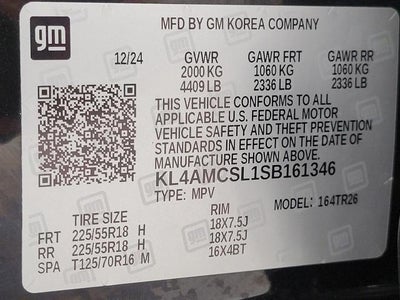 gm
MFD BY GM KOREA COMPANY
12/24 GVWR GAWR FRT GAWR RR
2000 KG 1060 KG 1060 KG
4409 LB 2336 LB 2336 LB
THIS VEHICLE CONFORMS TO ALL
APPLICABLE U.S. FEDERAL MOTOR
VEHICLE SAFETY AND THEFT PREVENTION
STANDARDS IN EFFECT ON THE DATE OF
MANUFACTURE SHOWN ABOVE.
KL4AMCSL1SB161346
TYPE: MPV MODEL: 164TR26
TIRE SIZE RIM
FRT 225/55R18 H 18X7.5J
RR 225/55R18 H 18X7.5J
SPA T125/70R16 M 16X4BT